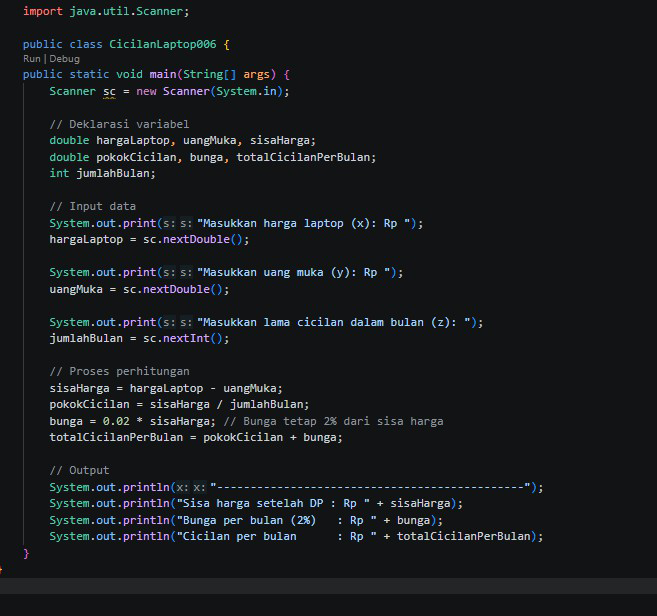 import java.util.Scanner;
public class CicilanLaptop006 {
Run | Debug
public static void main(String[] args) {
Scanner sc = new Scanner(System.in);
// Deklarasi variabel
double hargaLaptop, uangMuka, sisaHarga;
double pokokCicilan, bunga, totalCicilanPerBulan;
int jumlahBulan;
// Input data
System.out.print(s: s: "Masukkan harga laptop (x): Rp ");
hargaLaptop = sc.nextDouble();
System.out.print(s: s: "Masukkan uang muka (y): Rp ");
uangMuka = sc.nextDouble();
System.out.print(s: s: "Masukkan lama cicilan dalam bulan (z): ");
jumlahBulan = sc.nextInt();
// Proses perhitungan
sisaHarga = hargaLaptop - uangMuka;
pokokCicilan = sisaHarga / jumlahBulan;
bunga = 0.02 * sisaHarga; // Bunga tetap 2% dari sisa harga
totalCicilanPerBulan = pokokCicilan + bunga;
// Output
System.out.println(x: x: "--------------------------------------------");
System.out.println("Sisa harga setelah DP : Rp " + sisaHarga);
System.out.println("Bunga per bulan (2%)   : Rp " + bunga);
System.out.println("Cicilan per bulan      : Rp " + totalCicilanPerBulan);
}
}